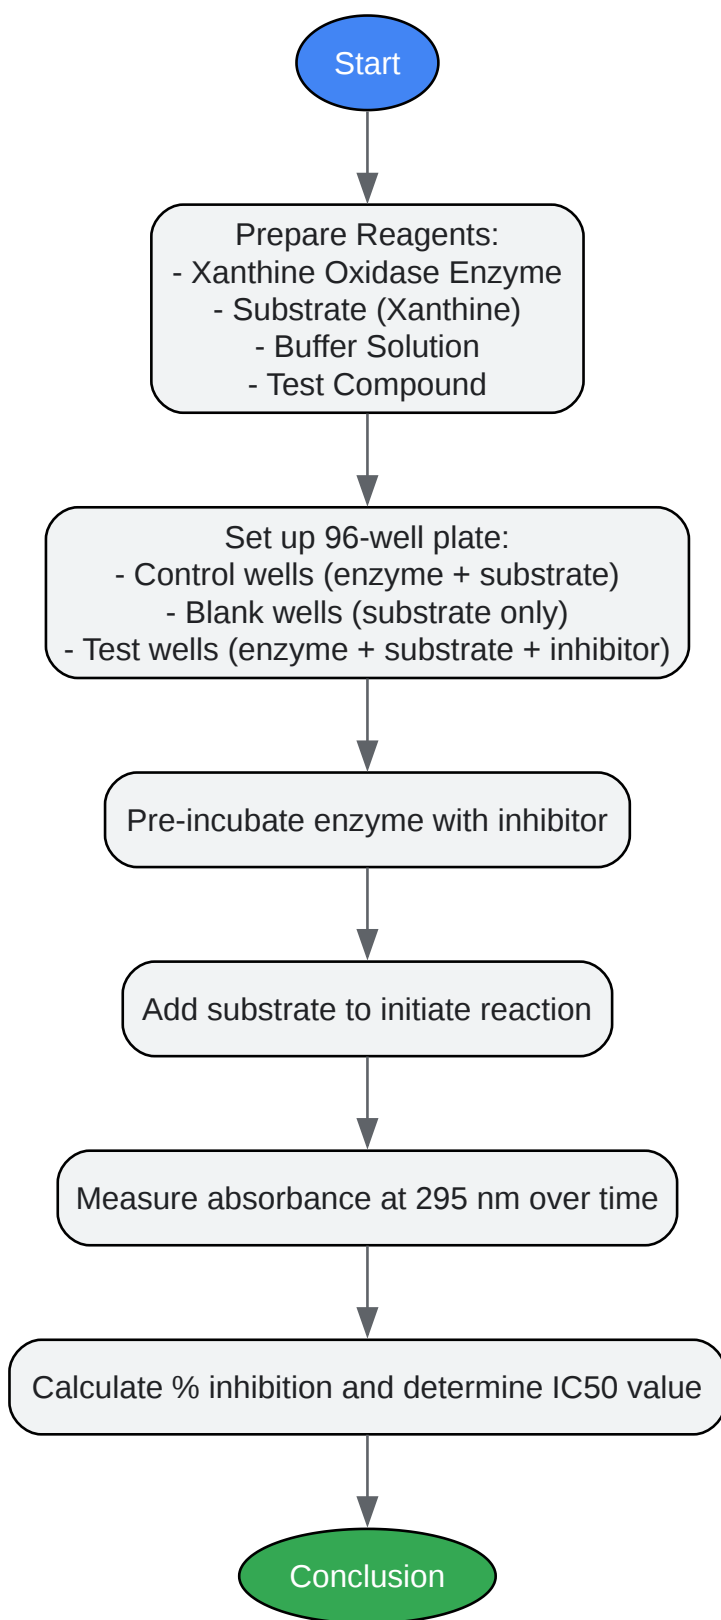 Start
Prepare Reagents:
- Xanthine Oxidase Enzyme
- Substrate (Xanthine)
- Buffer Solution
- Test Compound
Set up 96-well plate:
- Control wells (enzyme + substrate)
- Blank wells (substrate only)
- Test wells (enzyme + substrate + inhibitor)
Pre-incubate enzyme with inhibitor
Add substrate to initiate reaction
Measure absorbance at 295 nm over time
Calculate % inhibition and determine IC50 value
Conclusion